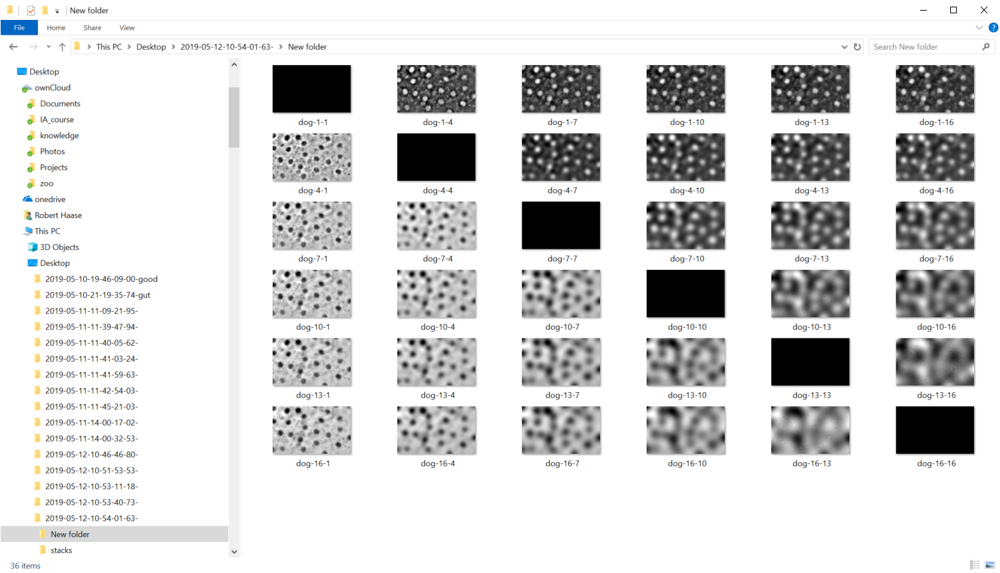 New folder
File Home Share View
This PC Desktop 2019-05-12-10-54-01-63- New folder
Search New folder
Desktop
ownCloud
Documents
IA_course
knowledge
Photos
Projects
zoo
onedrive
Robert Haase
This PC
3D Objects
Desktop
2019-05-10-19-46-09-00-good
2019-05-10-21-19-35-74-gut
2019-05-11-11-09-21-95-
2019-05-11-11-39-47-94-
2019-05-11-11-40-05-62-
2019-05-11-11-41-03-24-
2019-05-11-11-41-59-63-
2019-05-11-11-42-54-03-
2019-05-11-11-45-21-03-
2019-05-11-14-00-17-02-
2019-05-11-14-00-32-53-
2019-05-12-10-46-46-80-
2019-05-12-10-51-53-53-
2019-05-12-10-53-11-18-
2019-05-12-10-53-40-73-
2019-05-12-10-54-01-63-
New folder
stacks
dog-1-1 dog-1-4 dog-1-7 dog-1-10 dog-1-13 dog-1-16
dog-4-1 dog-4-4 dog-4-7 dog-4-10 dog-4-13 dog-4-16
dog-7-1 dog-7-4 dog-7-7 dog-7-10 dog-7-13 dog-7-16
dog-10-1 dog-10-4 dog-10-7 dog-10-10 dog-10-13 dog-10-16
dog-13-1 dog-13-4 dog-13-7 dog-13-10 dog-13-13 dog-13-16
dog-16-1 dog-16-4 dog-16-7 dog-16-10 dog-16-13 dog-16-16
36 items